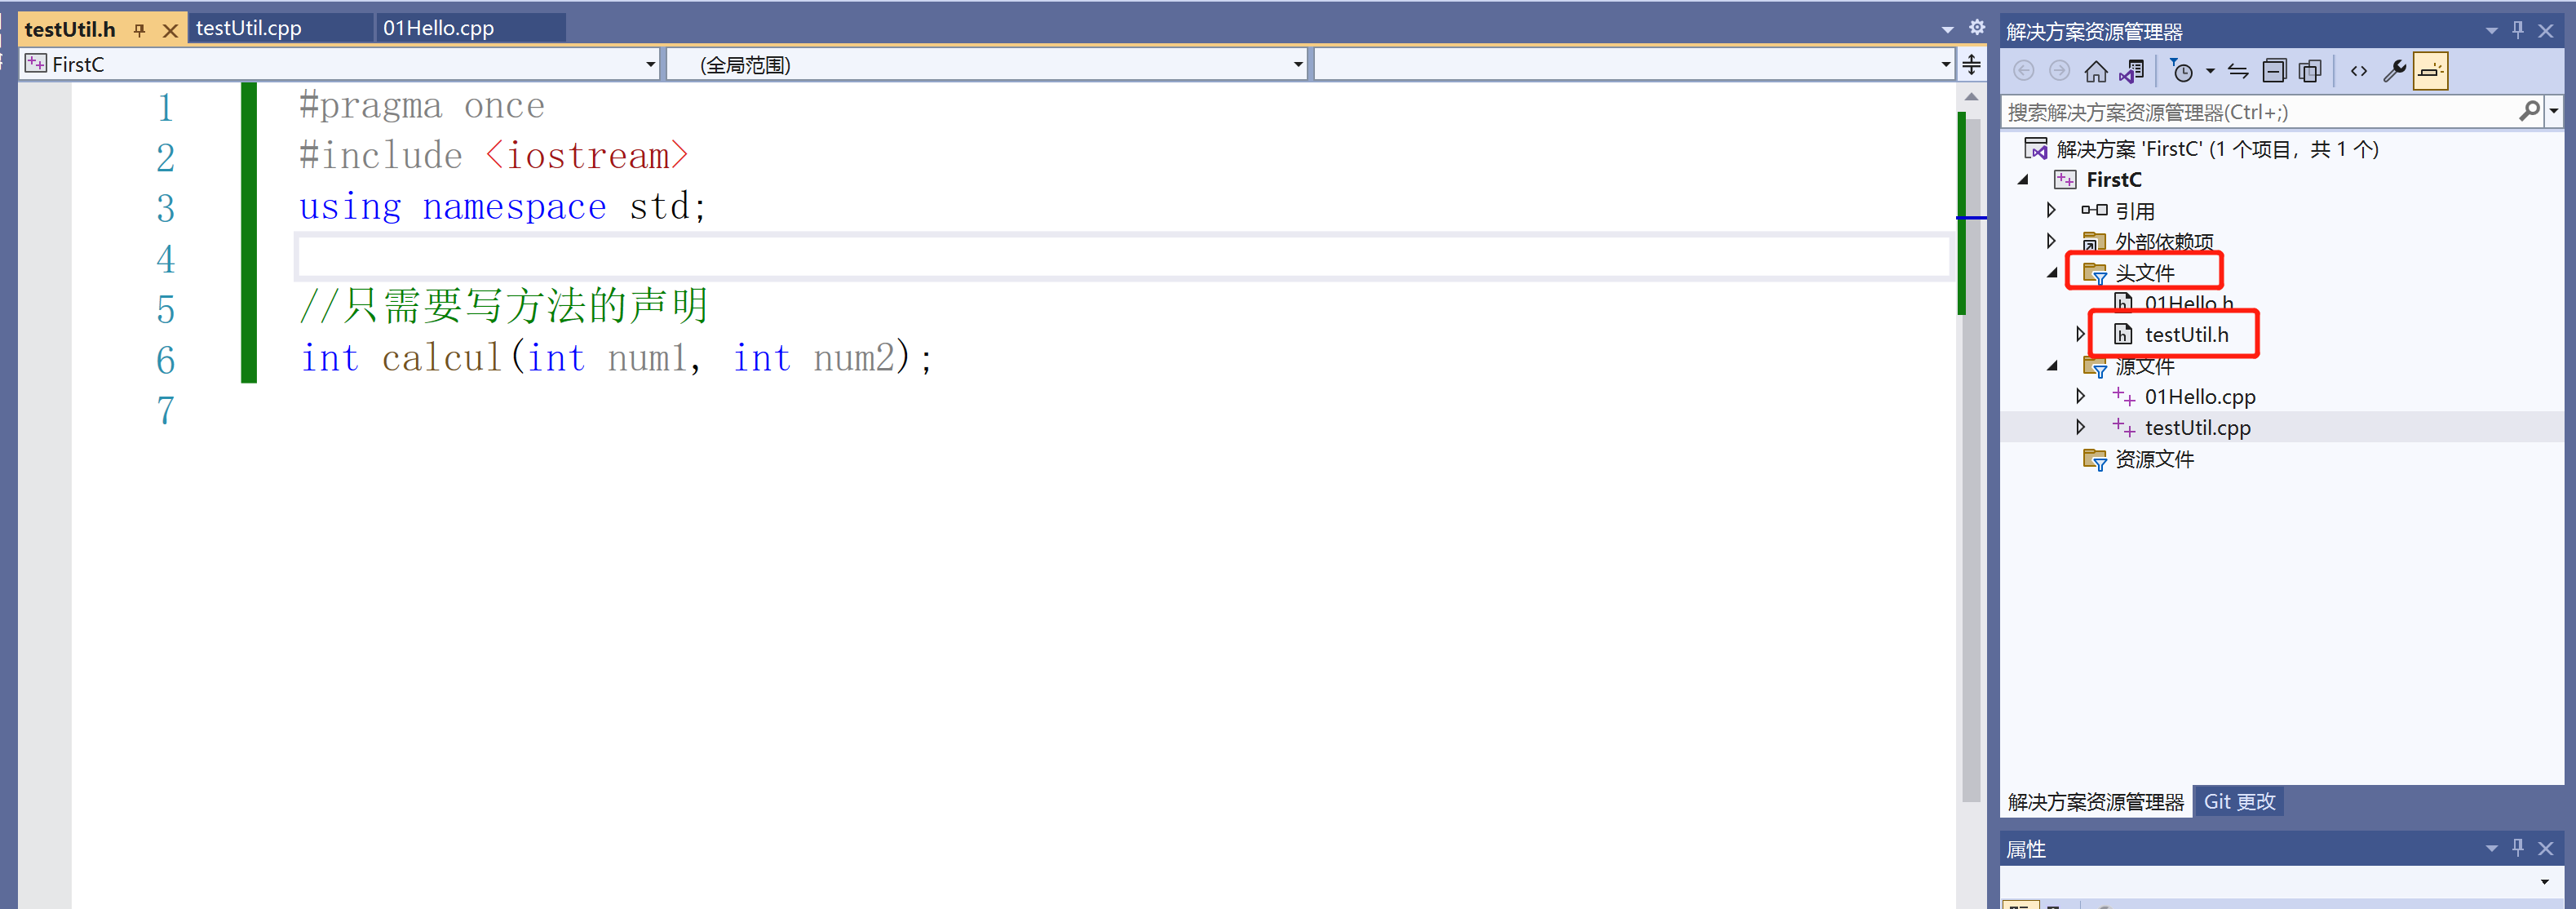 testUtil.h testUtil.cpp 01Hello.cpp
FirstC (全局范围)
1 #pragma once
2 #include <iostream>
3 using namespace std;
4
5 //只需要写方法的声明
6 int calcul(int num1, int num2);
7
解决方案资源管理器
搜索解决方案资源管理器(Ctrl+;)
解决方案 'FirstC' (1 个项目，共 1 个)
FirstC
引用
外部依赖项
头文件
01Hello.h
testUtil.h
源文件
01Hello.cpp
testUtil.cpp
资源文件
解决方案资源管理器 Git 更改
属性